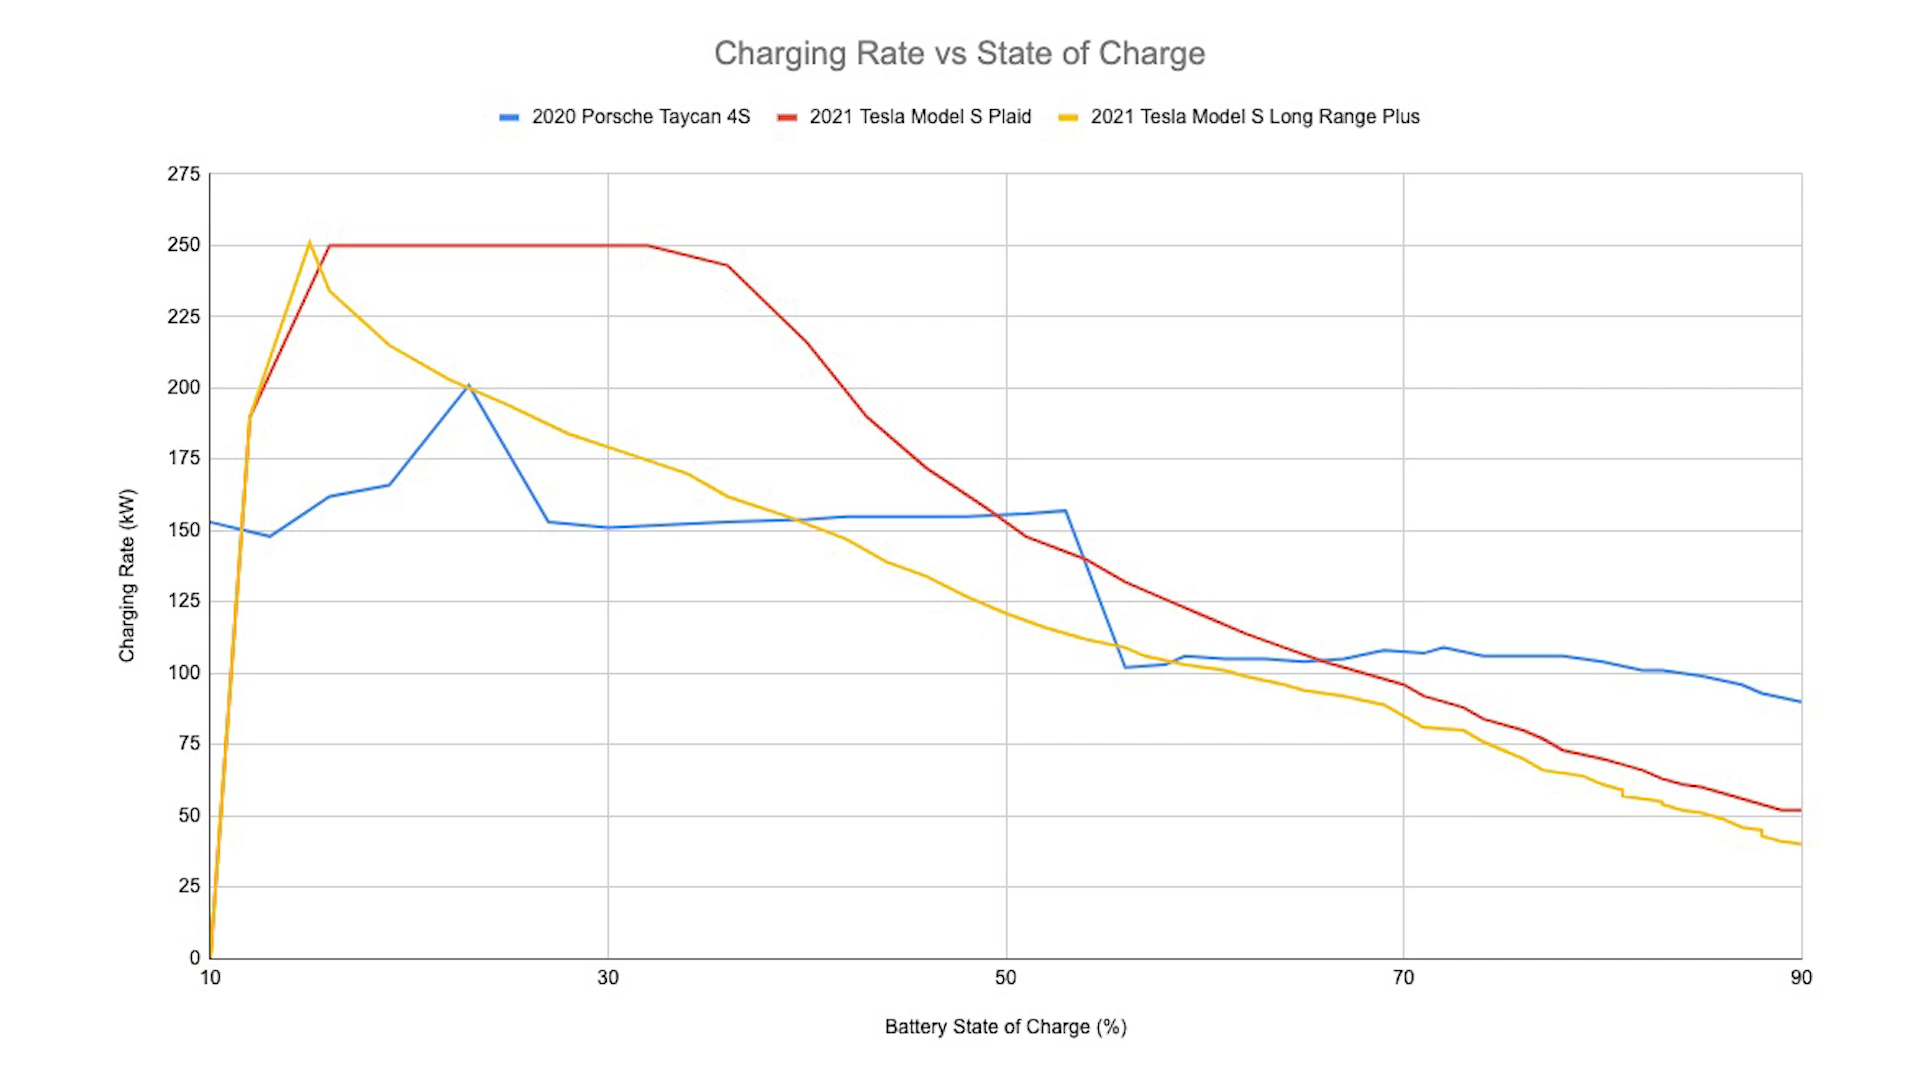 Charging Rate vs State of Charge
2020 Porsche Taycan 4S 2021 Tesla Model S Plaid 2021 Tesla Model S Long Range Plus
275
250
225
200
175
150
125
100
75
50
25
0
Charging Rate (kW)
10 30 50 70 90
Battery State of Charge (%)